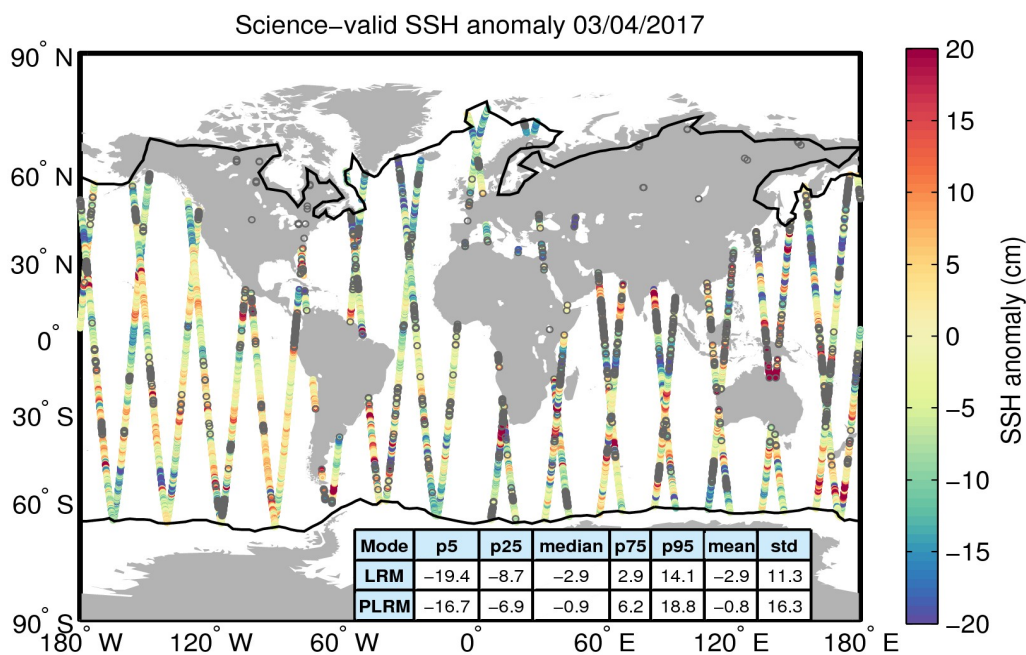 Science−valid SSH anomaly 03/04/2017
90° N
60° N
30° N
0°
30° S
60° S
90° S
180° W
120° W
60° W
0°
60° E
120° E
180° E
Mode p5 p25 median p75 p95 mean std
LRM −19.4 −8.7 −2.9 2.9 14.1 −2.9 11.3
PLRM −16.7 −6.9 −0.9 6.2 18.8 −0.8 16.3
20
15
10
5
0
−5
−10
−15
−20
SSH anomaly (cm)